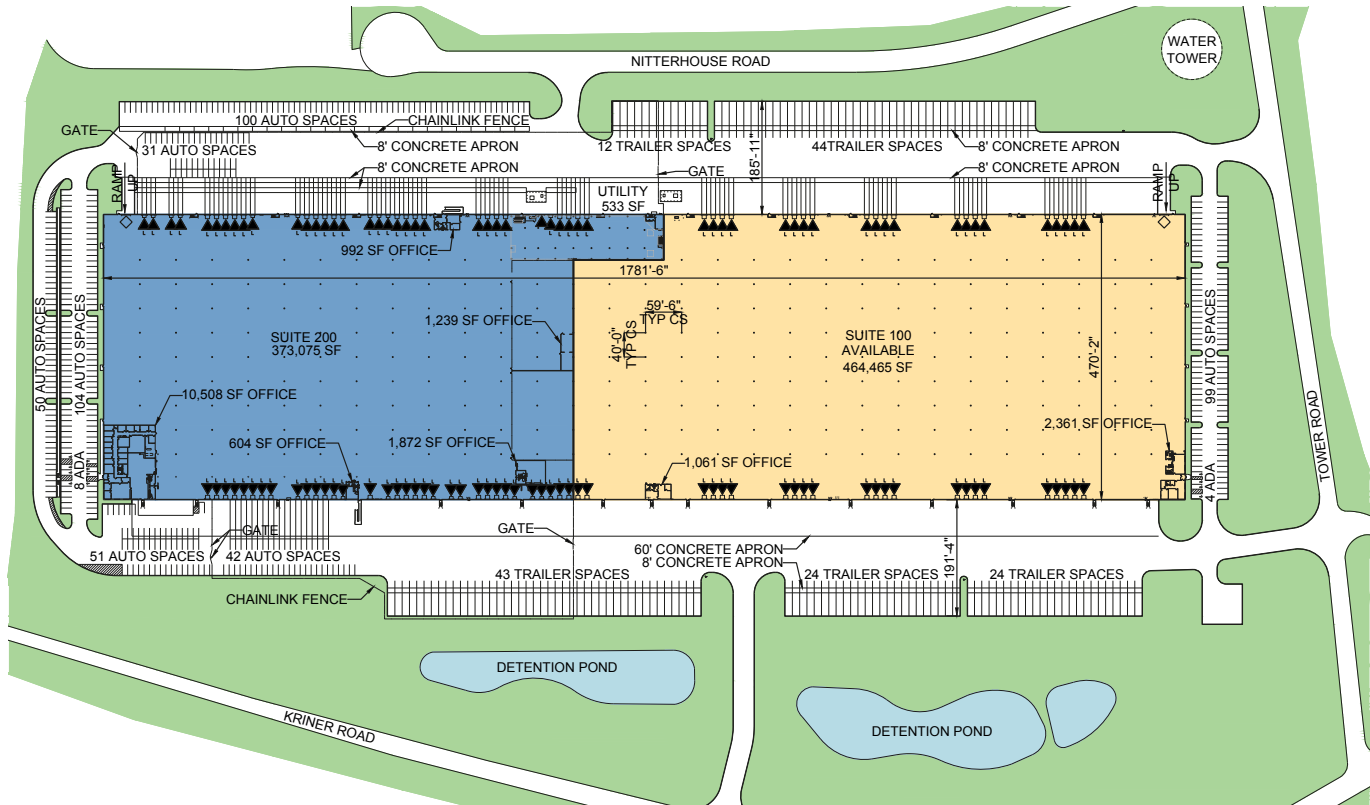 WATER
TOWER
NITTERHOUSE ROAD
100 AUTO SPACES
CHAINLINK FENCE
GATE
8' CONCRETE APRON
12 TRAILER SPACES
44TRAILER SPACES
8' CONCRETE APRON
31 AUTO SPACES
185'-11"
8' CONCRETE APRON
GATE
8' CONCRETE APRON
RAMP
UP
RAMP
UP
UTILITY
533 SF
992 SF OFFICE
1781'-6"
59'-6"
TYP CS
1,239 SF OFFICE
40'-0"
TYP CS
SUITE 200
373,075 SF
SUITE 100
AVAILABLE
464,465 SF
470'-2"
50 AUTO SPACES
104 AUTO SPACES
99 AUTO SPACES
TOWER ROAD
10,508 SF OFFICE
604 SF OFFICE
1,872 SF OFFICE
1,061 SF OFFICE
2,361 SF OFFICE
8 ADA
4 ADA
GATE
GATE
51 AUTO SPACES
42 AUTO SPACES
60' CONCRETE APRON
8' CONCRETE APRON
191'-4"
43 TRAILER SPACES
24 TRAILER SPACES
24 TRAILER SPACES
CHAINLINK FENCE
DETENTION POND
KRINER ROAD
DETENTION POND